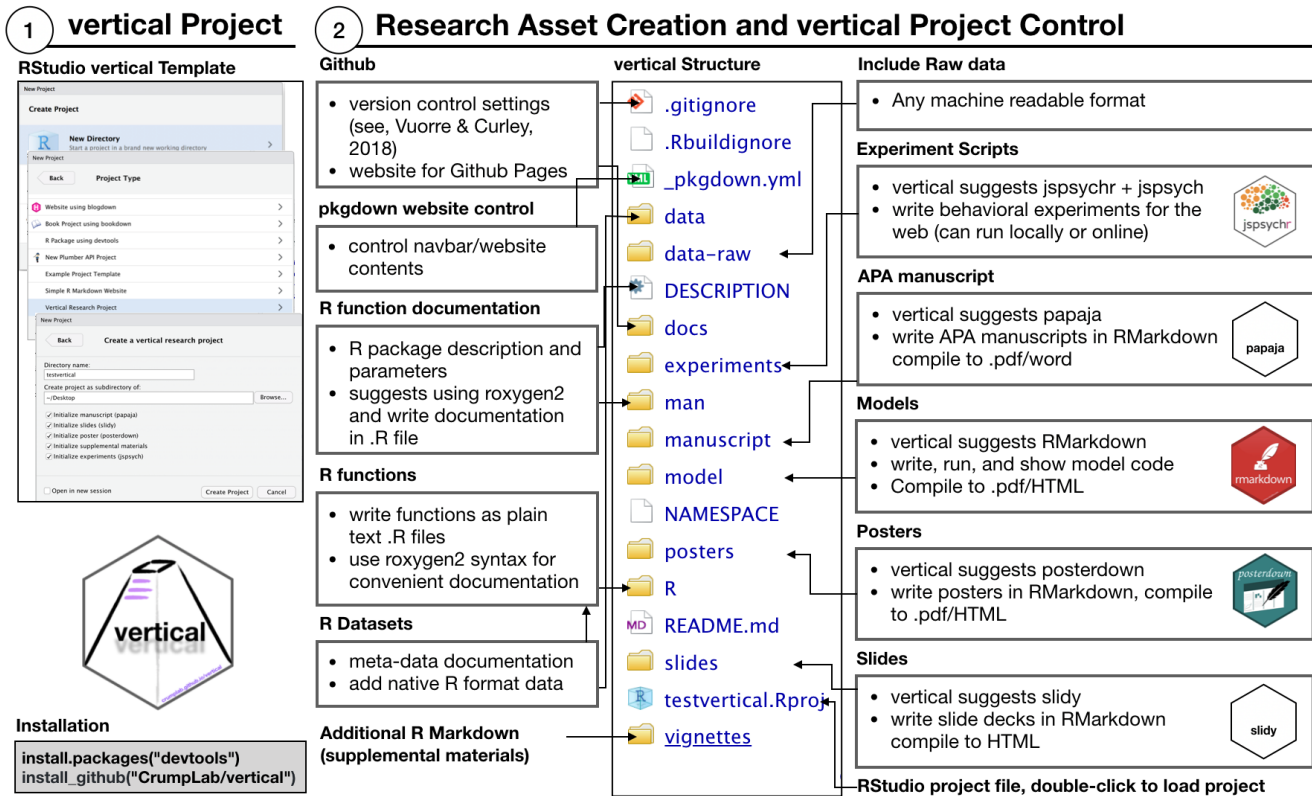 1 vertical Project
RStudio vertical Template
New Project
Create Project
New Directory
Start a project in a brand new working directory
New Project
Back Project Type
Website using blogdown
Book Project using bookdown
R Package using devtools
New Plumber API Project
Example Project Template
Simple R Markdown Website
Vertical Research Project
New Project
Back Create a vertical research project
Directory name:
testvertical
Create project as subdirectory of:
~/Desktop Browse...
Initialize manuscript (papaja)
Initialize slides (slidy)
Initialize poster (posterdown)
Initialize supplemental materials
Initialize experiments (jspsych)
Open in new session Create Project Cancel
vertical
crumplab.github.io/vertical
Installation
install.packages("devtools")
install_github("CrumpLab/vertical")
2 Research Asset Creation and vertical Project Control
Github
• version control settings
(see, Vuorre & Curley,
2018)
• website for Github Pages
pkgdown website control
• control navbar/website
contents
R function documentation
• R package description and
parameters
• suggests using roxygen2
and write documentation
in .R file
R functions
• write functions as plain
text .R files
• use roxygen2 syntax for
convenient documentation
R Datasets
• meta-data documentation
• add native R format data
Additional R Markdown
(supplemental materials)
vertical Structure
.gitignore
.Rbuildignore
_pkgdown.yml
data
data-raw
DESCRIPTION
docs
experiments
man
manuscript
model
NAMESPACE
posters
R
MD README.md
slides
R testvertical.Rproj
vignettes
Include Raw data
• Any machine readable format
Experiment Scripts
• vertical suggests jspsychr + jspsych
• write behavioral experiments for the
web (can run locally or online)
jspsychr
APA manuscript
• vertical suggests papaja
• write APA manuscripts in RMarkdown
compile to .pdf/word
papaja
Models
• vertical suggests RMarkdown
• write, run, and show model code
• Compile to .pdf/HTML
rmarkdown
Posters
• vertical suggests posterdown
• write posters in RMarkdown, compile
to .pdf/HTML
posterdown
Slides
• vertical suggests slidy
• write slide decks in RMarkdown
compile to HTML
slidy
RStudio project file, double-click to load project